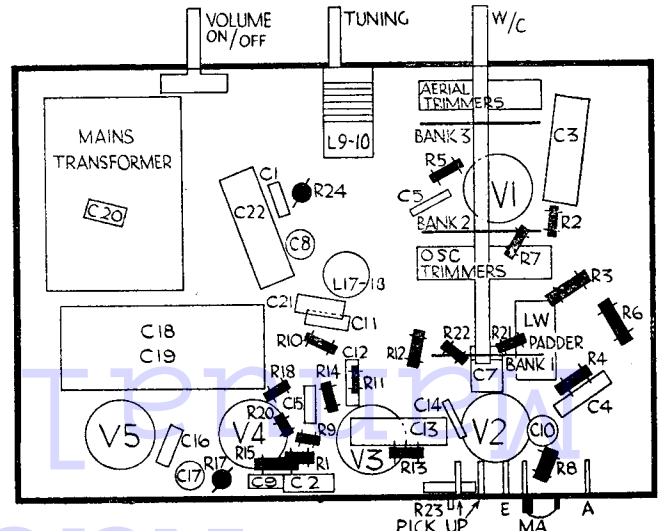 VOLUME
ON/OFF
TUNING
W/C
AERIAL
TRIMMERS
MAINS
TRANSFORMER
C20
L9-10
BANK 3
C3
R5
V1
C1
R24
C22
C5
BANK 2
R2
C8
R7
OSC
TRIMMERS
L17-18
R3
C21
C11
LW
PADDER
R6
C18
C19
R10
R12
R22
R21
BANK 1
C12
R11
C7
R4
C4
R18
R14
C15
R20
C14
C13
V5
C16
V4
R9
V3
V2
C10
R15
R1
R13
R8
C17
R17
C9
C2
R23
PICK UP
E
MA
A
Manual